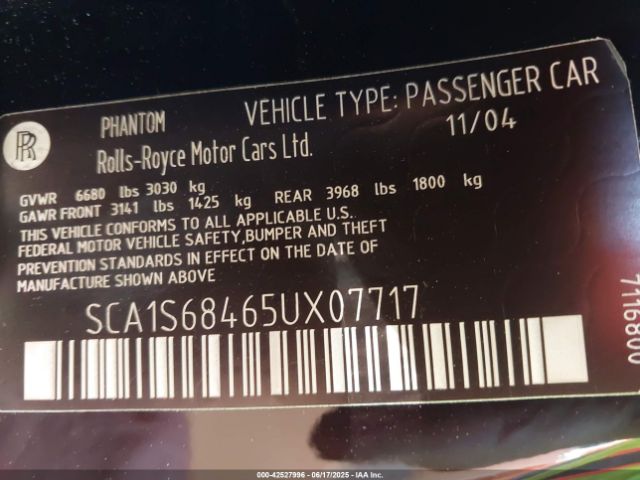 RR
PHANTOM VEHICLE TYPE: PASSENGER CAR
Rolls-Royce Motor Cars Ltd. 11/04
GVWR 6680 lbs 3030 kg
GAWR FRONT 3141 lbs 1425 kg REAR 3968 lbs 1800 kg
THIS VEHICLE CONFORMS TO ALL APPLICABLE U.S.
FEDERAL MOTOR VEHICLE SAFETY,BUMPER AND THEFT
PREVENTION STANDARDS IN EFFECT ON THE DATE OF
MANUFACTURE SHOWN ABOVE.
SCA1S68465UX07717
7116800
000-42527996 - 06/17/2025 - IAA Inc.